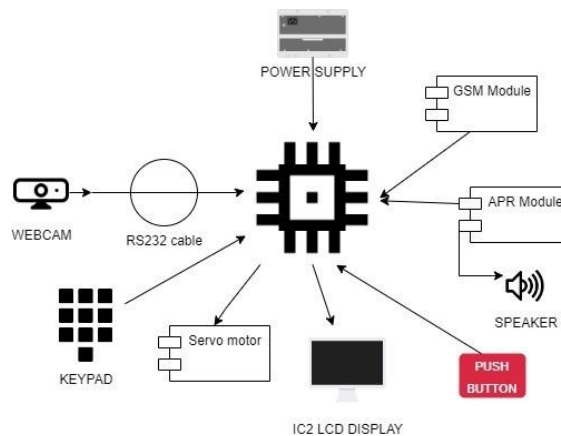 POWER SUPPLY
GSM Module
APR Module
WEBCAM
RS232 cable
SPEAKER
KEYPAD
Servo motor
PUSH
BUTTON
IC2 LCD DISPLAY